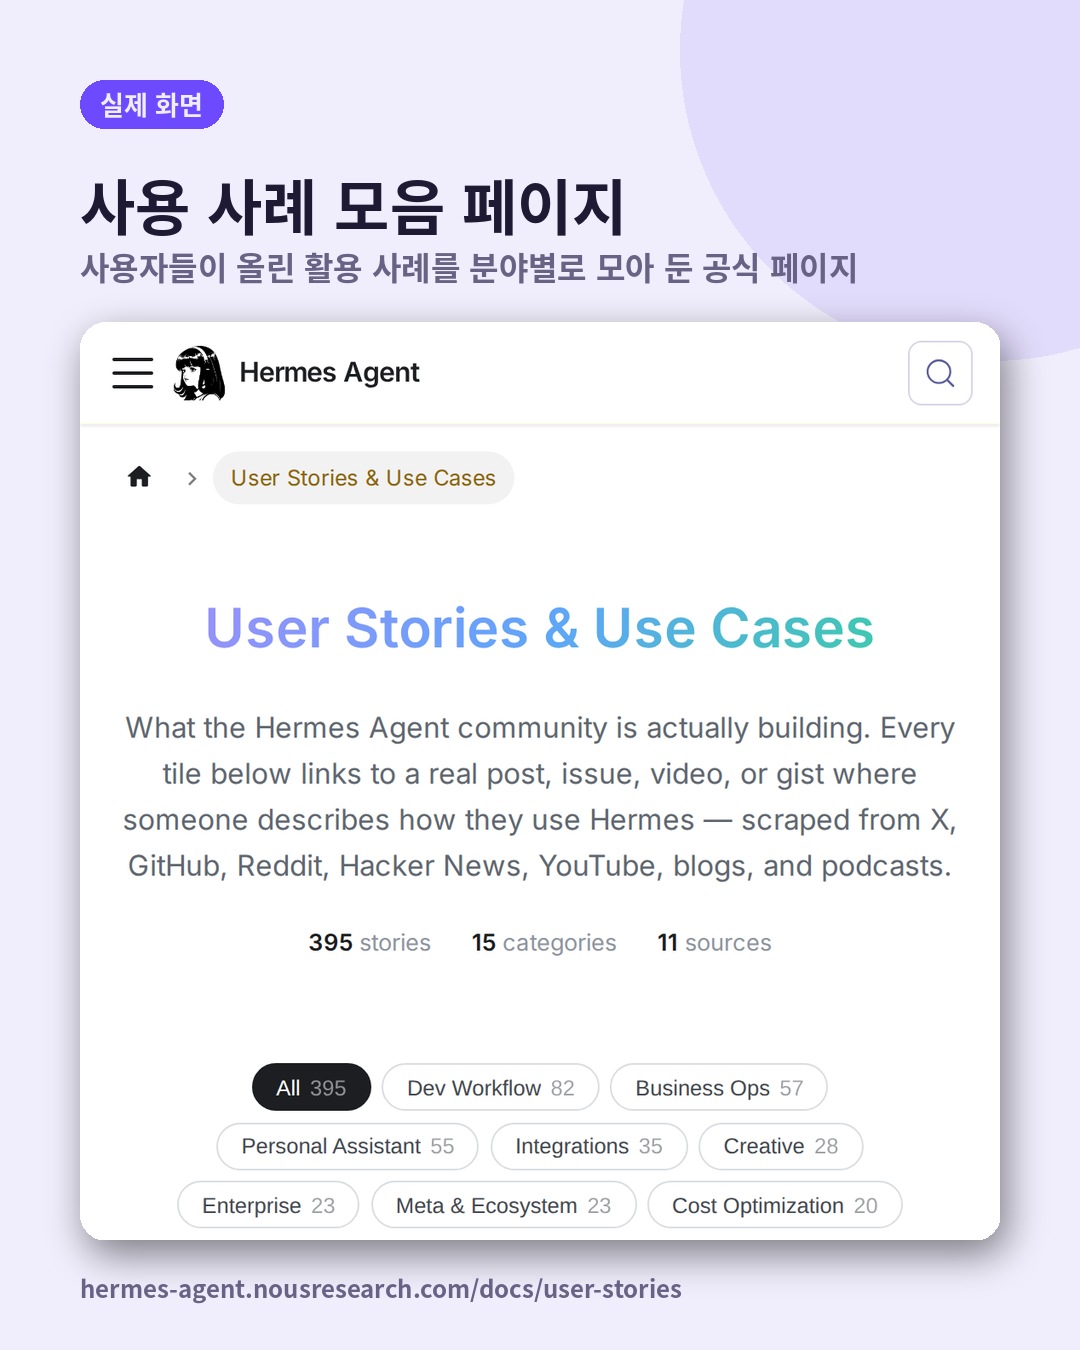 실제 화면
사용 사례 모음 페이지
사용자들이 올린 활용 사례를 분야별로 모아 둔 공식 페이지
Hermes Agent
User Stories & Use Cases
User Stories & Use Cases
What the Hermes Agent community is actually building. Every
tile below links to a real post, issue, video, or gist where
someone describes how they use Hermes — scraped from X,
GitHub, Reddit, Hacker News, YouTube, blogs, and podcasts.
395 stories 15 categories 11 sources
All 395 Dev Workflow 82 Business Ops 57
Personal Assistant 55 Integrations 35 Creative 28
Enterprise 23 Meta & Ecosystem 23 Cost Optimization 20
hermes-agent.nousresearch.com/docs/user-stories